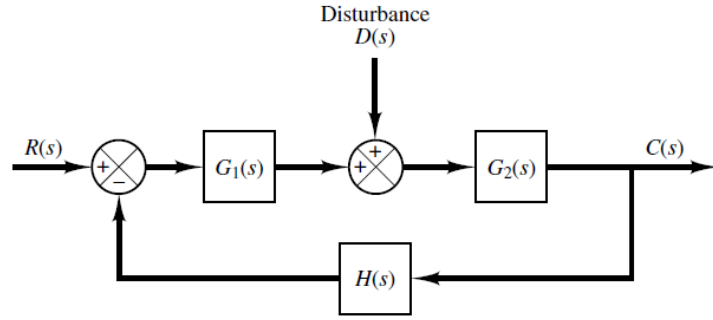 Disturbance
D(s)
R(s)
+
−
G₁(s)
+
+
G₂(s)
C(s)
H(s)